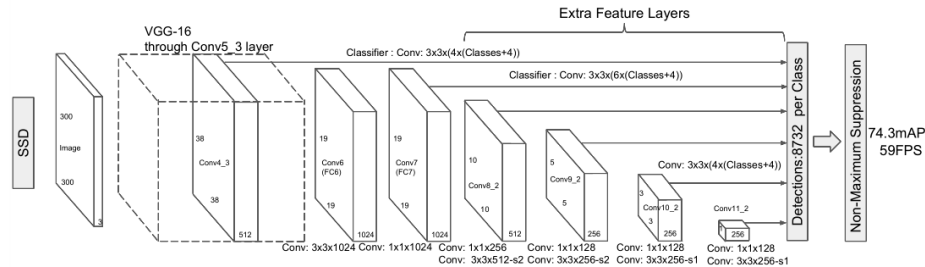 Extra Feature Layers
VGG-16
through Conv5_3 layer
Classifier : Conv: 3x3x(4x(Classes+4))
Classifier : Conv: 3x3x(6x(Classes+4))
SSD
300
Image
300
3
38
Conv4_3
38
512
19
Conv6
(FC6)
19
1024
19
Conv7
(FC7)
19
1024
10
Conv8_2
10
512
5
Conv9_2
5
256
Conv: 3x3x(4x(Classes+4))
3
Conv10_2
3
256
Conv11_2
1
256
Detections:8732 per Class
Non-Maximum Suppression
74.3mAP
59FPS
Conv: 3x3x1024
Conv: 1x1x1024
Conv: 1x1x256
Conv: 3x3x512-s2
Conv: 1x1x128
Conv: 3x3x256-s2
Conv: 1x1x128
Conv: 3x3x256-s1
Conv: 1x1x128
Conv: 3x3x256-s1